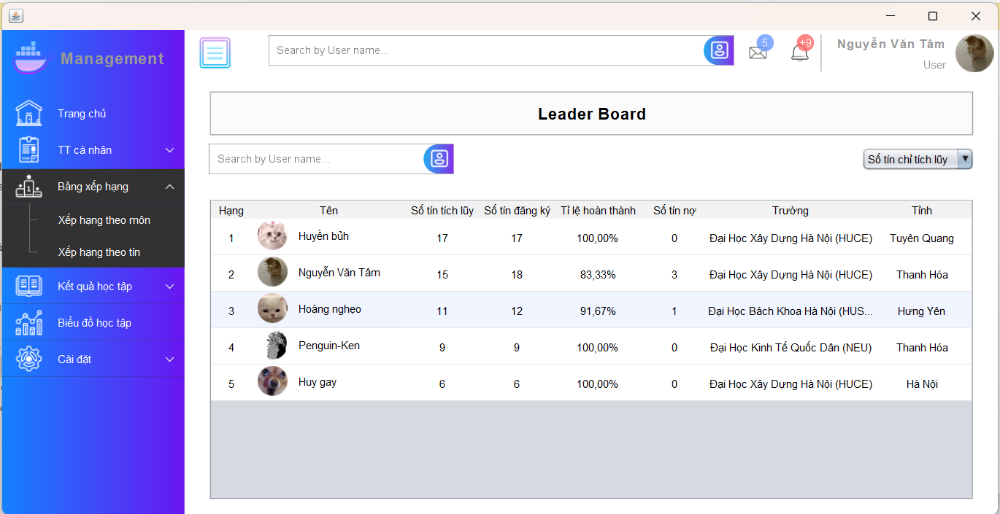 Management
Search by User name...
5
+9
Nguyễn Văn Tâm
User
Trang chủ
TT cá nhân
Bảng xếp hạng
Xếp hạng theo môn
Xếp hạng theo tín
Kết quả học tập
Biểu đồ học tập
Cài đặt
Leader Board
Search by User name...
Số tín chỉ tích lũy
Hạng Tên Số tín tích lũy Số tín đăng ký Tỉ lệ hoàn thành Số tín nợ Trường Tỉnh
1 Huyền bủh 17 17 100,00% 0 Đại Học Xây Dựng Hà Nội (HUCE) Tuyên Quang
2 Nguyễn Văn Tâm 15 18 83,33% 3 Đại Học Xây Dựng Hà Nội (HUCE) Thanh Hóa
3 Hoàng nghẹo 11 12 91,67% 1 Đại Học Bách Khoa Hà Nội (HUS... Hưng Yên
4 Penguin-Ken 9 9 100,00% 0 Đại Học Kinh Tế Quốc Dân (NEU) Thanh Hóa
5 Huy gay 6 6 100,00% 0 Đại Học Xây Dựng Hà Nội (HUCE) Hà Nội